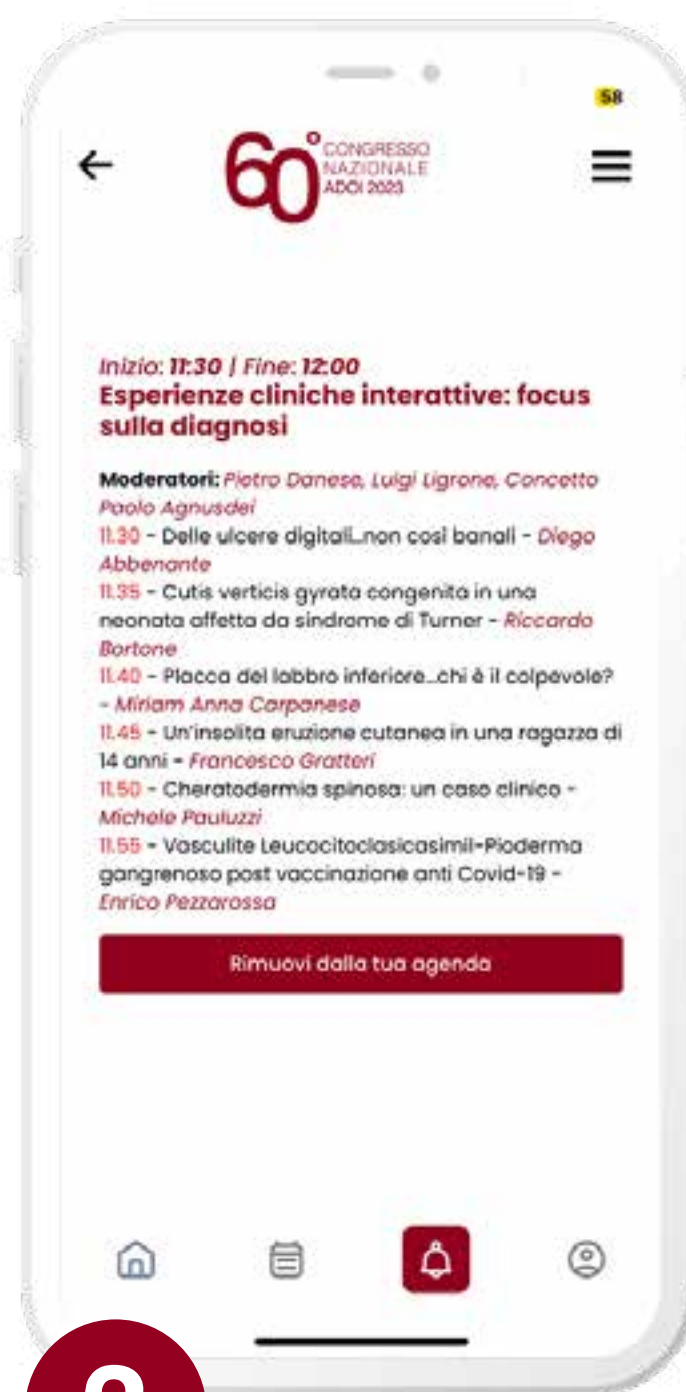 58
60° CONGRESSO
NAZIONALE
ADOI 2023
Inizio: 11:30 | Fine: 12:00
Esperienze cliniche interattive: focus
sulla diagnosi
Moderatori: Pietro Danese, Luigi Ligrone, Concetto
Paolo Agnusdei
11.30 - Delle ulcere digitali...non così banali - Diego
Abbenante
11.35 - Cutis verticis gyrata congenita in una
neonata affetta da sindrome di Turner - Riccardo
Bortone
11.40 - Placca del labbro inferiore...chi è il colpevole?
- Miriam Anna Carpanese
11.45 - Un'insolita eruzione cutanea in una ragazza di
14 anni - Francesco Gratteri
11.50 - Cheratodermia spinosa: un caso clinico -
Michele Pauluzzi
11.55 - Vasculite Leucocitoclasicasimil-Pioderma
gangrenoso post vaccinazione anti Covid-19 -
Enrico Pezzarossa
Rimuovi dalla tua agenda